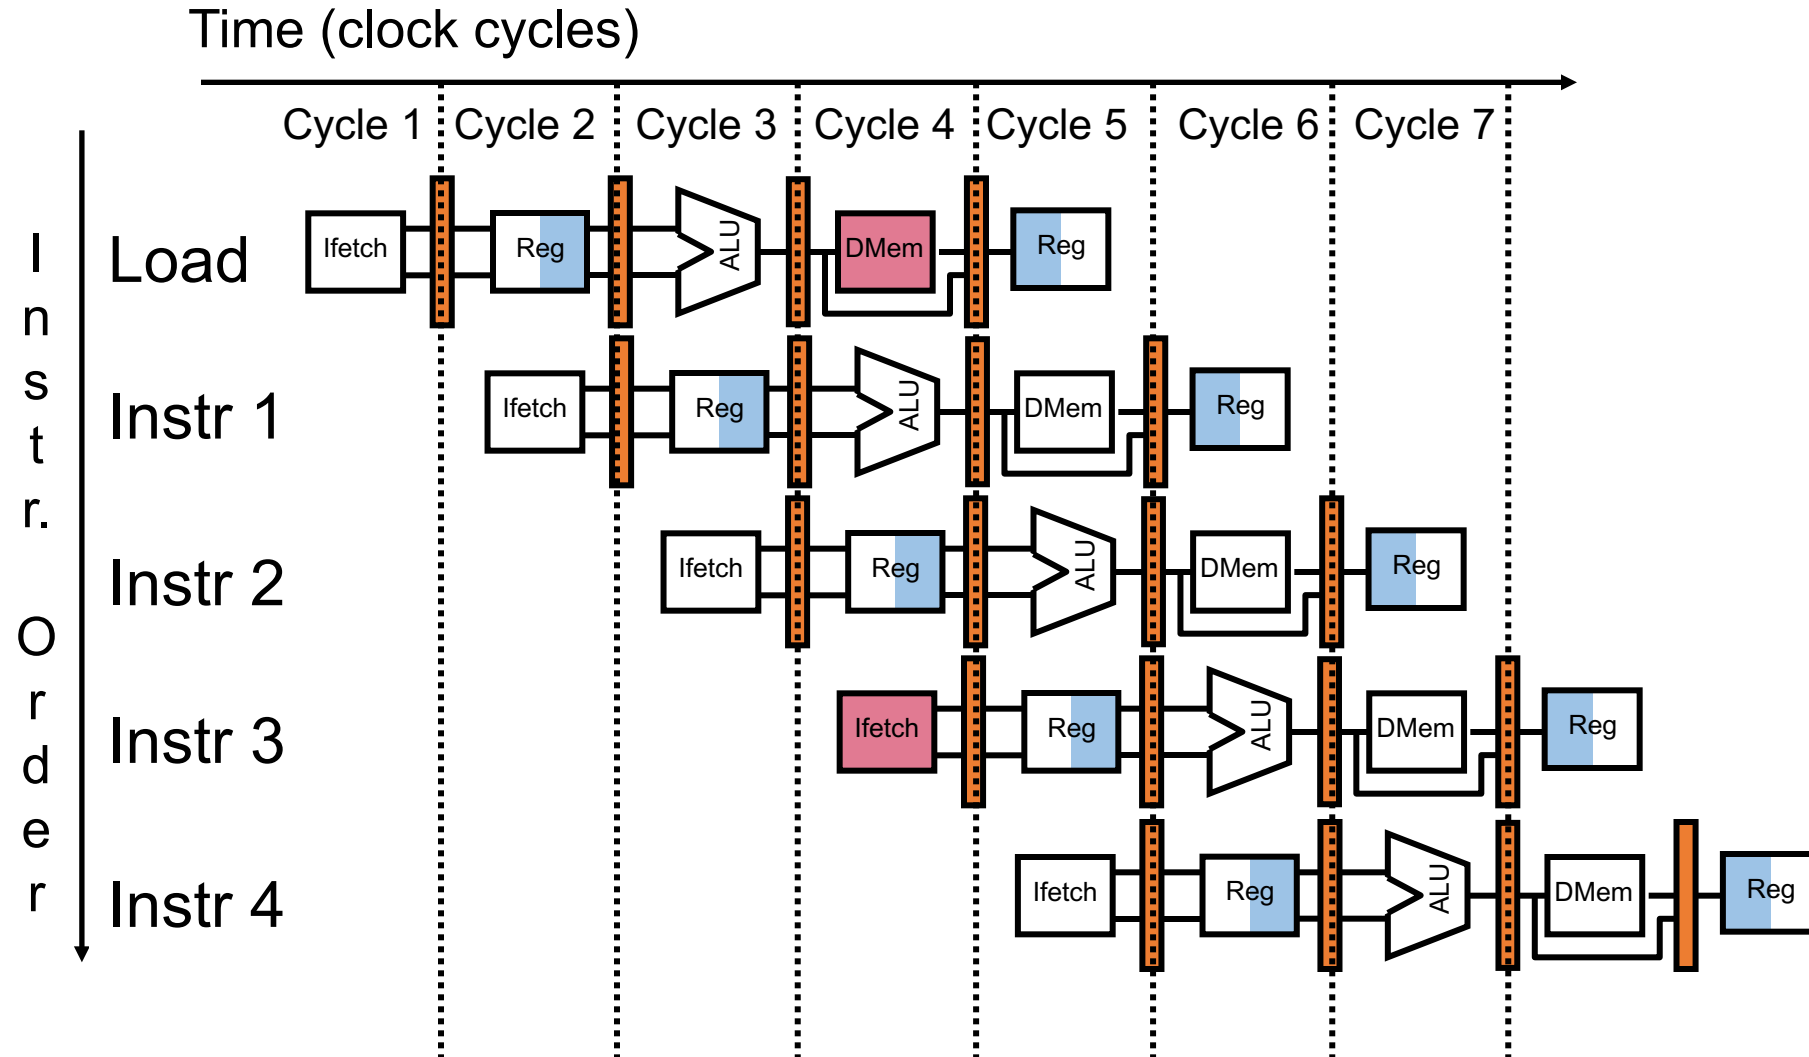 Time (clock cycles)
Cycle 1 Cycle 2 Cycle 3 Cycle 4 Cycle 5 Cycle 6 Cycle 7
Instr. Order
Load Ifetch Reg ALU DMem Reg
Instr 1 Ifetch Reg ALU DMem Reg
Instr 2 Ifetch Reg ALU DMem Reg
Instr 3 Ifetch Reg ALU DMem Reg
Instr 4 Ifetch Reg ALU DMem Reg